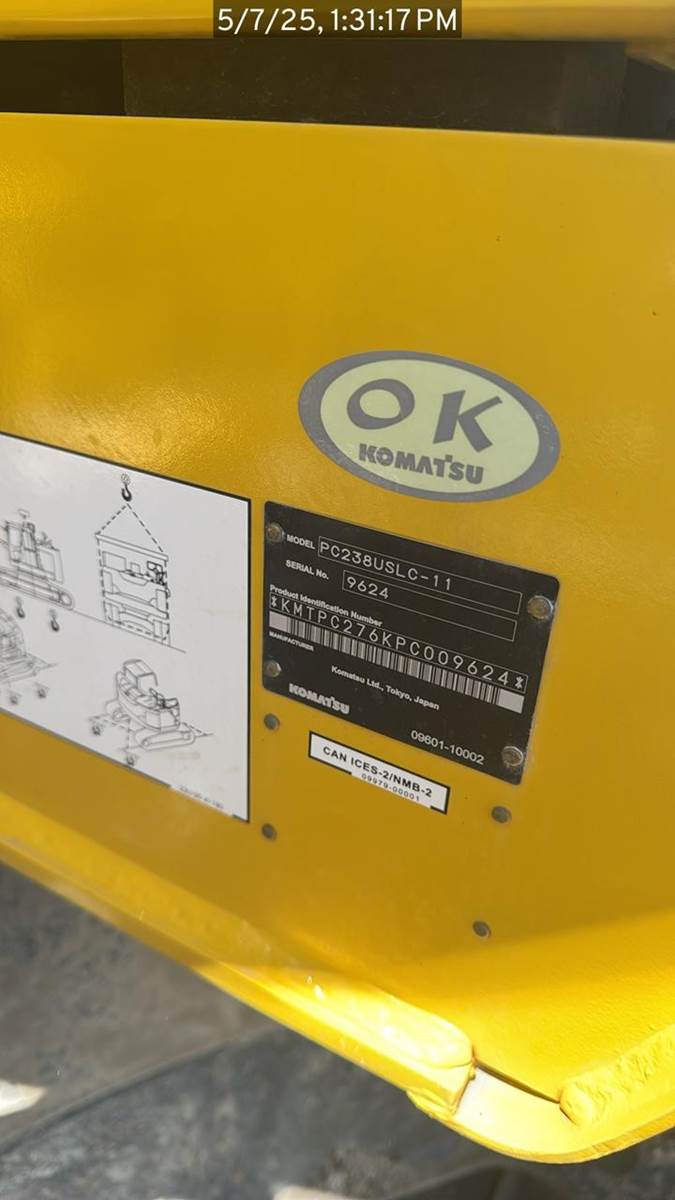 5/7/25, 1:31:17 PM
OK
KOMATSU
MODEL PC238USLC-11
SERIAL No. 9624
Product Identification Number
*KMTPC276KPC009624*
MANUFACTURER
Komatsu Ltd., Tokyo, Japan
KOMATSU
09601-10002
CAN ICES-2/NMB-2
09979-00001